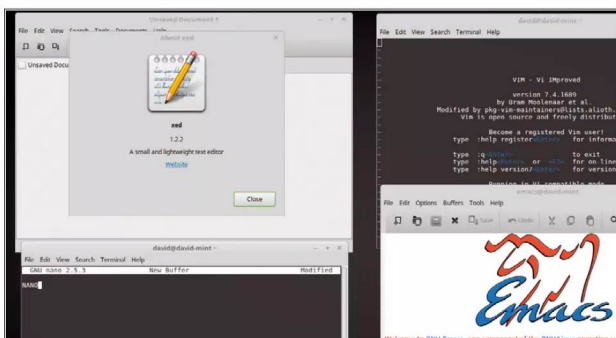 Unsaved Document 1
File Edit View Search Tools Documents Help
Unsaved Docu
About xed
xed
1.2.2
A small and lightweight text editor
Website
Close
david@david-mint ~
File Edit View Search Terminal Help
VIM - Vi IMproved
version 7.4.1689
by Bram Moolenaar et al.
Modified by pkg-vim-maintainers@lists.alioth.
Vim is open source and freely distribut
Become a registered Vim user!
type :help register<Enter> for informa
type :q<Enter> to exit
type :help<Enter> or <F1> for on-line
type :help version7<Enter> for version
Running in Vi compatible mode
david@david-mint ~
File Edit View Search Terminal Help
GNU nano 2.5.3 New Buffer Modified
NANO
emacs@david-mint
File Edit Options Buffers Tools Help
Save Undo
Emacs